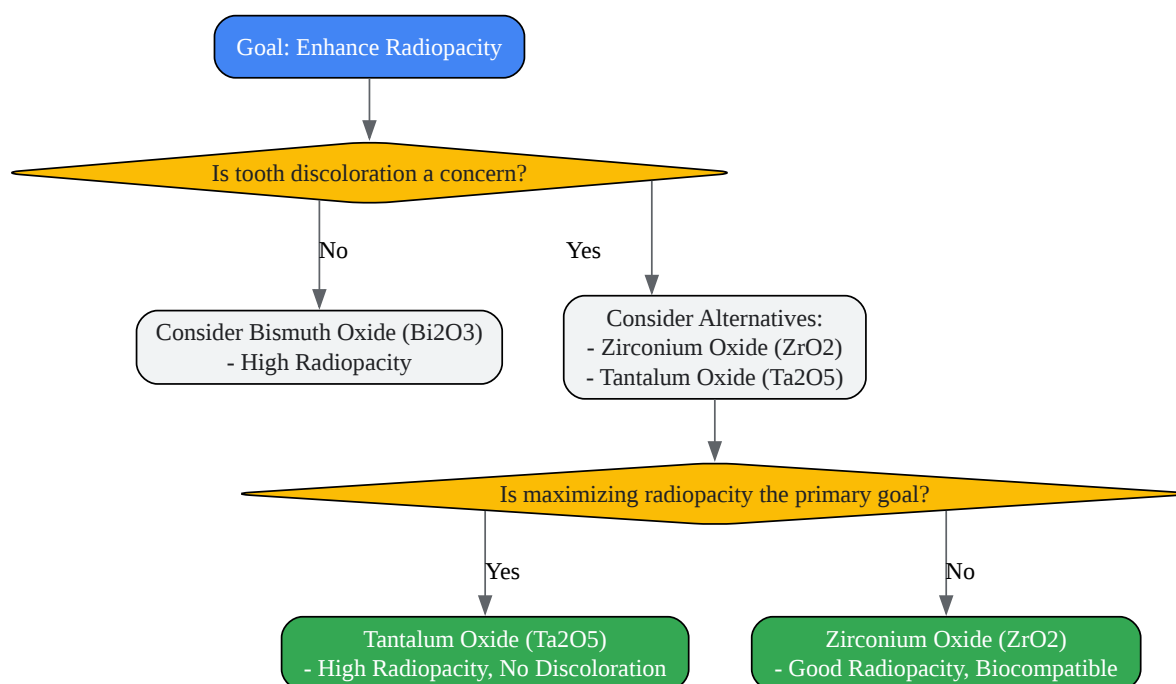 Goal: Enhance Radiopacity
Is tooth discoloration a concern?
No
Yes
Consider Bismuth Oxide (Bi2O3)
- High Radiopacity
Consider Alternatives:
- Zirconium Oxide (ZrO2)
- Tantalum Oxide (Ta2O5)
Is maximizing radiopacity the primary goal?
Yes
No
Tantalum Oxide (Ta2O5)
- High Radiopacity, No Discoloration
Zirconium Oxide (ZrO2)
- Good Radiopacity, Biocompatible